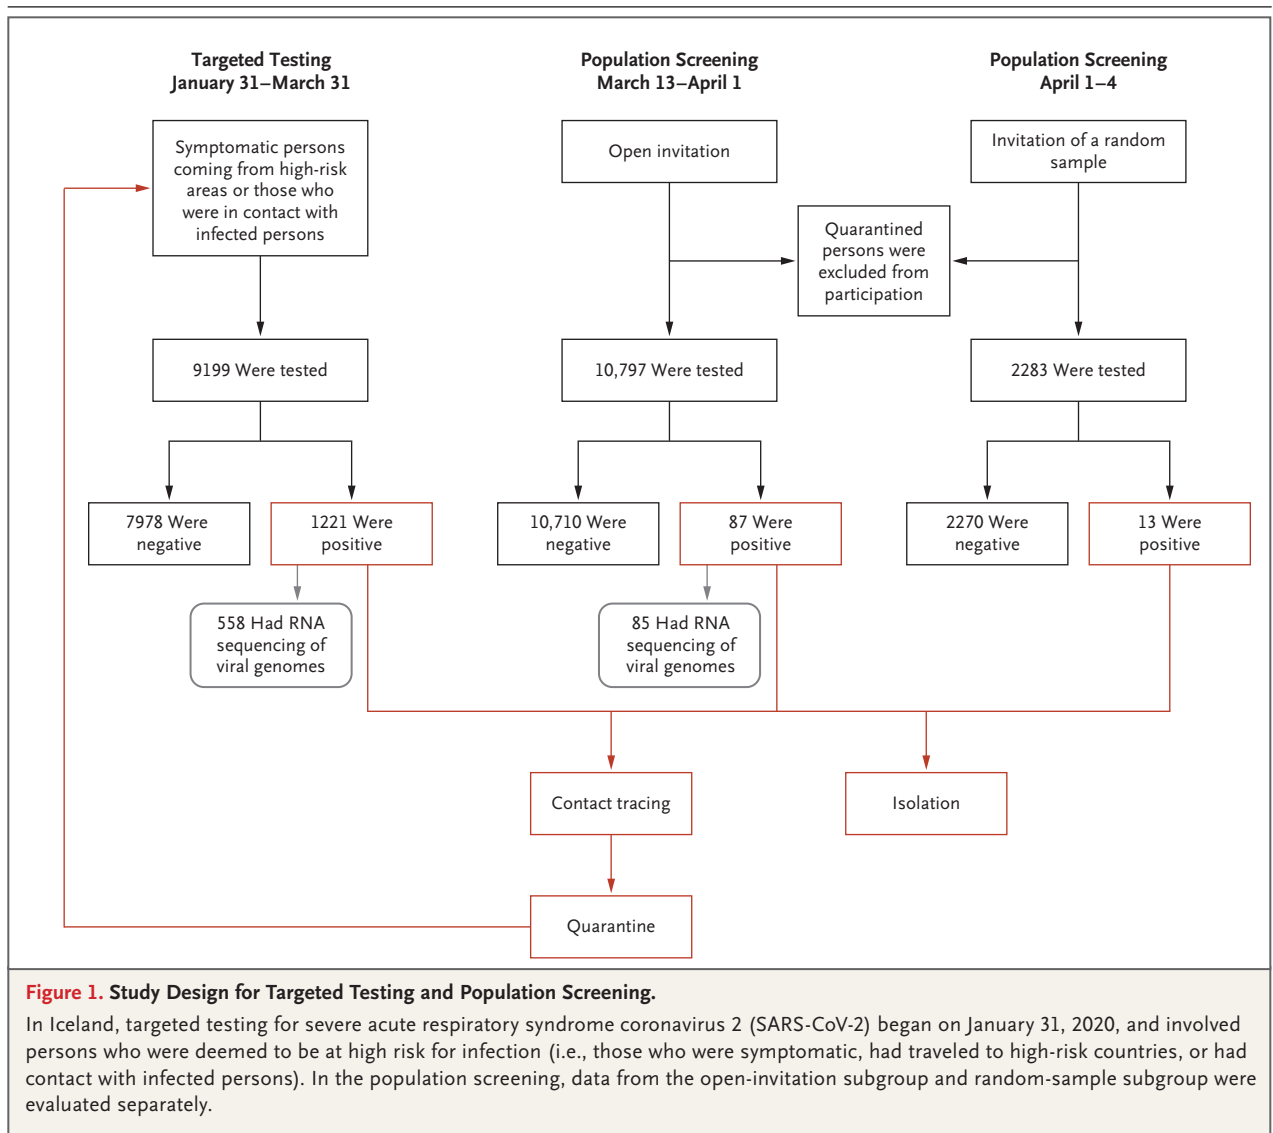 Targeted Testing
January 31–March 31
Population Screening
March 13–April 1
Population Screening
April 1–4
Symptomatic persons
coming from high-risk
areas or those who
were in contact with
infected persons
Open invitation
Invitation of a random
sample
Quarantined
persons were
excluded from
participation
9199 Were tested
10,797 Were tested
2283 Were tested
7978 Were
negative
1221 Were
positive
10,710 Were
negative
87 Were
positive
2270 Were
negative
13 Were
positive
558 Had RNA
sequencing of
viral genomes
85 Had RNA
sequencing of
viral genomes
Contact tracing
Isolation
Quarantine
Figure 1. Study Design for Targeted Testing and Population Screening.
In Iceland, targeted testing for severe acute respiratory syndrome coronavirus 2 (SARS-CoV-2) began on January 31, 2020, and involved
persons who were deemed to be at high risk for infection (i.e., those who were symptomatic, had traveled to high-risk countries, or had
contact with infected persons). In the population screening, data from the open-invitation subgroup and random-sample subgroup were
evaluated separately.